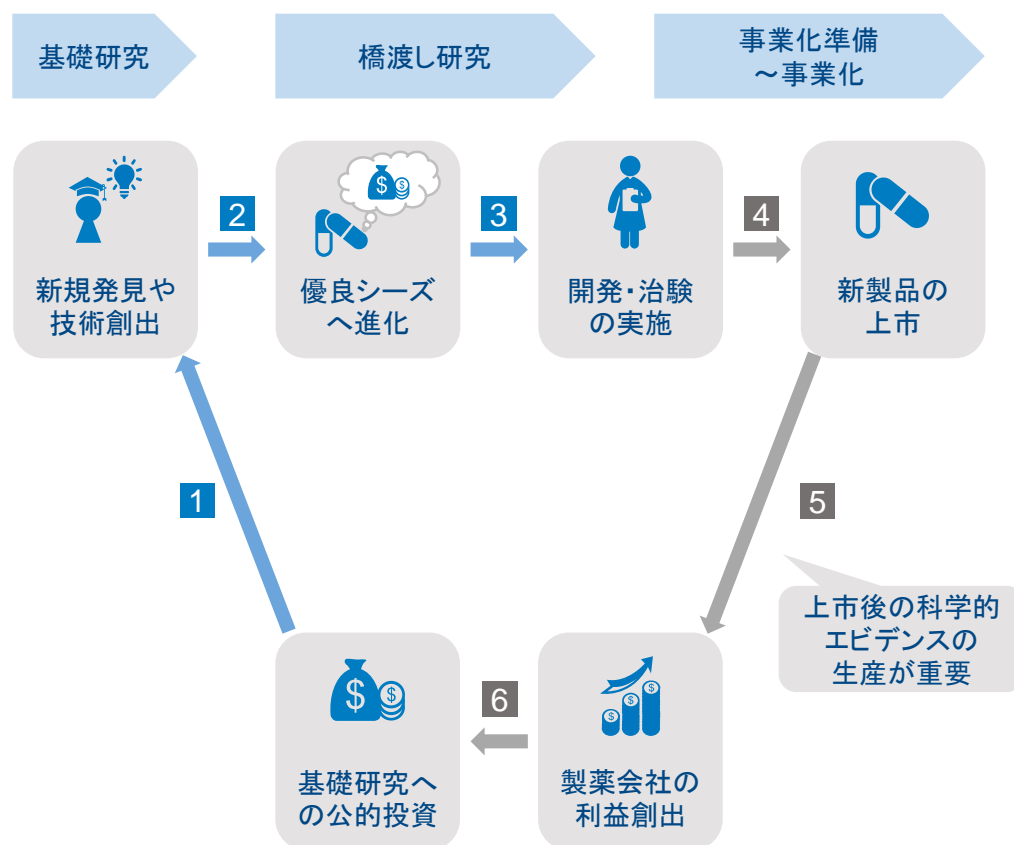 基礎研究
橋渡し研究
事業化準備
～事業化
新規発見や
技術創出
2
$
$
優良シーズ
へ進化
3
開発・治験
の実施
4
新製品の
上市
1
5
上市後の科学的
エビデンスの
生産が重要
$
$
基礎研究へ
の公的投資
6
$
$
$
製薬会社の
利益創出